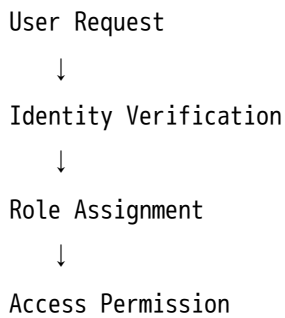 User Request
↓
Identity Verification
↓
Role Assignment
↓
Access Permission